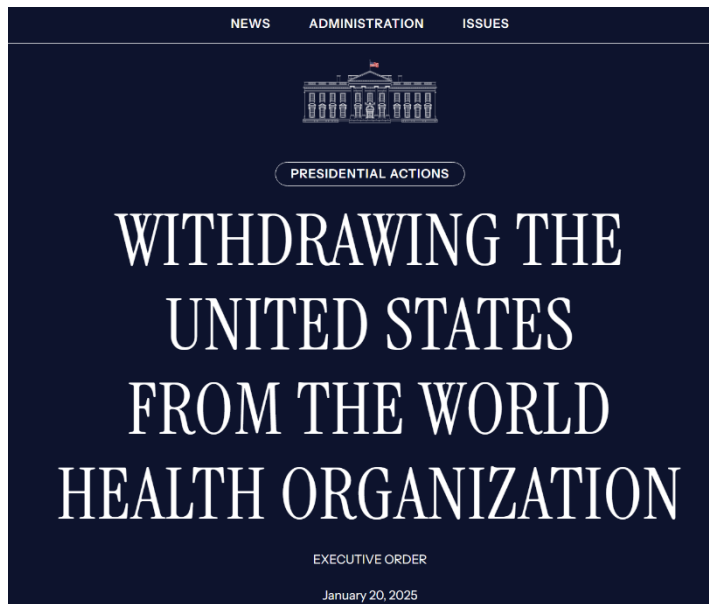 NEWS ADMINISTRATION ISSUES
PRESIDENTIAL ACTIONS
WITHDRAWING THE
UNITED STATES
FROM THE WORLD
HEALTH ORGANIZATION
EXECUTIVE ORDER
January 20, 2025